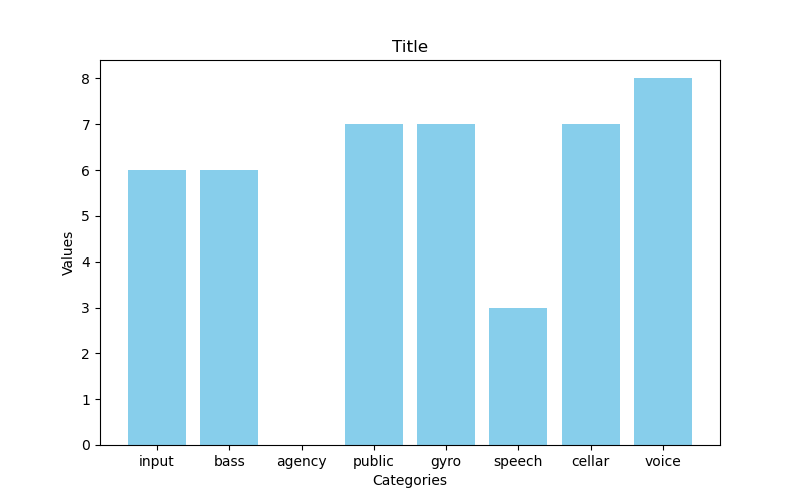 Title
Values
8
7
6
5
4
3
2
1
0
input bass agency public gyro speech cellar voice
Categories